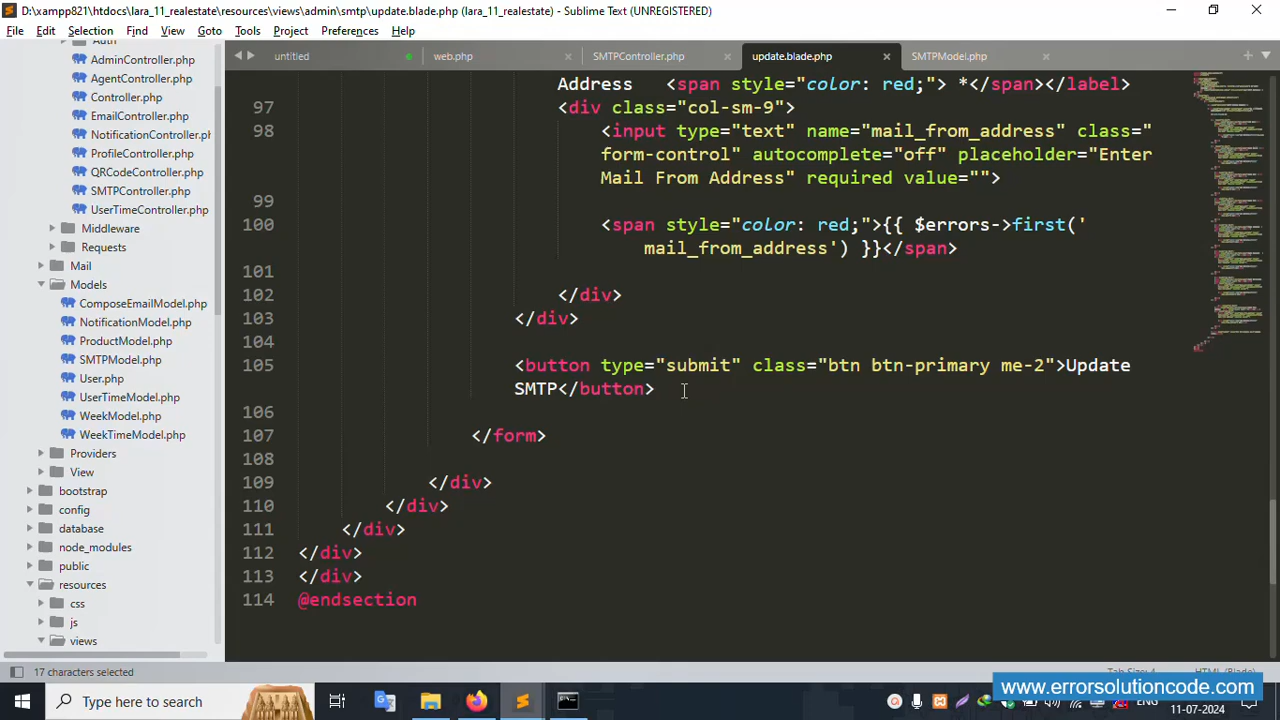 D:\xampp821\htdocs\lara_11_realestate\resources\views\admin\smtp\update.blade.php (lara_11_realestate) - Sublime Text (UNREGISTERED)
File Edit Selection Find View Goto Tools Project Preferences Help
untitled web.php SMTPController.php update.blade.php SMTPModel.php
AdminController.php
AgentController.php
Controller.php
EmailController.php
NotificationController.ph
ProfileController.php
QRCodeController.php
SMTPController.php
UserTimeController.php
Middleware
Requests
Mail
Models
ComposeEmailModel.php
NotificationModel.php
ProductModel.php
SMTPModel.php
User.php
UserTimeModel.php
WeekModel.php
WeekTimeModel.php
Providers
View
bootstrap
config
database
node_modules
public
resources
css
js
views
Address <span style="color: red;"> *</span></label>
97 <div class="col-sm-9">
98 <input type="text" name="mail_from_address" class="
form-control" autocomplete="off" placeholder="Enter
Mail From Address" required value="">
99
100 <span style="color: red;">{{ $errors->first('
mail_from_address') }}</span>
101
102 </div>
103 </div>
104
105 <button type="submit" class="btn btn-primary me-2">Update
SMTP</button>
106
107 </form>
108
109 </div>
110 </div>
111 </div>
112 </div>
113 </div>
114 @endsection
17 characters selected
Type here to search
www.errorsolutioncode.com
11-07-2024